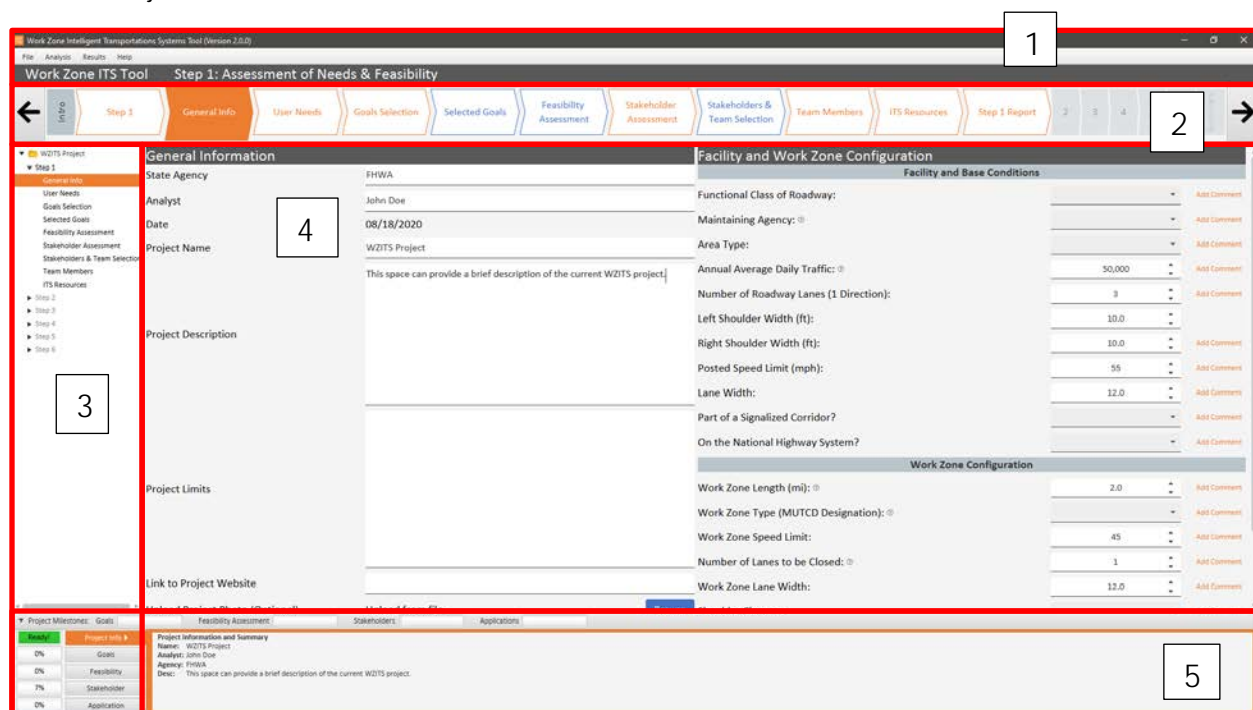 Work Zone Intelligent Transportations Systems Tool (Version 2.0.0)
1
File Analysis Results Help
Work Zone ITS Tool Step 1: Assessment of Needs & Feasibility
Intro
Step 1
General Info
User Needs
Goals Selection
Selected Goals
Feasibility
Assessment
Stakeholder
Assessment
Stakeholders &
Team Selection
Team Members
ITS Resources
Step 1 Report
2 3 4
2
WZITS Project
Step 1
General Info
User Needs
Goals Selection
Selected Goals
Feasibility Assessment
Stakeholder Assessment
Stakeholders & Team Selection
Team Members
ITS Resources
Step 2
Step 3
Step 4
Step 5
Step 6
3
General Information
State Agency FHWA
Analyst John Doe
Date 08/18/2020
4
Project Name WZITS Project
This space can provide a brief description of the current WZITS project.
Project Description
Project Limits
Link to Project Website
Facility and Work Zone Configuration
Facility and Base Conditions
Functional Class of Roadway: Add Comment
Maintaining Agency: Add Comment
Area Type: Add Comment
Annual Average Daily Traffic: 50,000 Add Comment
Number of Roadway Lanes (1 Direction): 3 Add Comment
Left Shoulder Width (ft): 10.0
Right Shoulder Width (ft): 10.0 Add Comment
Posted Speed Limit (mph): 55 Add Comment
Lane Width: 12.0 Add Comment
Part of a Signalized Corridor? Add Comment
On the National Highway System? Add Comment
Work Zone Configuration
Work Zone Length (mi): 2.0 Add Comment
Work Zone Type (MUTCD Designation): Add Comment
Work Zone Speed Limit: 45 Add Comment
Number of Lanes to be Closed: 1 Add Comment
Work Zone Lane Width: 12.0 Add Comment
Project Milestones: Goals Feasibility Assessment Stakeholders Applications
Ready! Project Info
0% Goals
0% Feasibility
7% Stakeholder
0% Application
Project Information and Summary
Name: WZITS Project
Analyst: John Doe
Agency: FHWA
Desc: This space can provide a brief description of the current WZITS project.
5